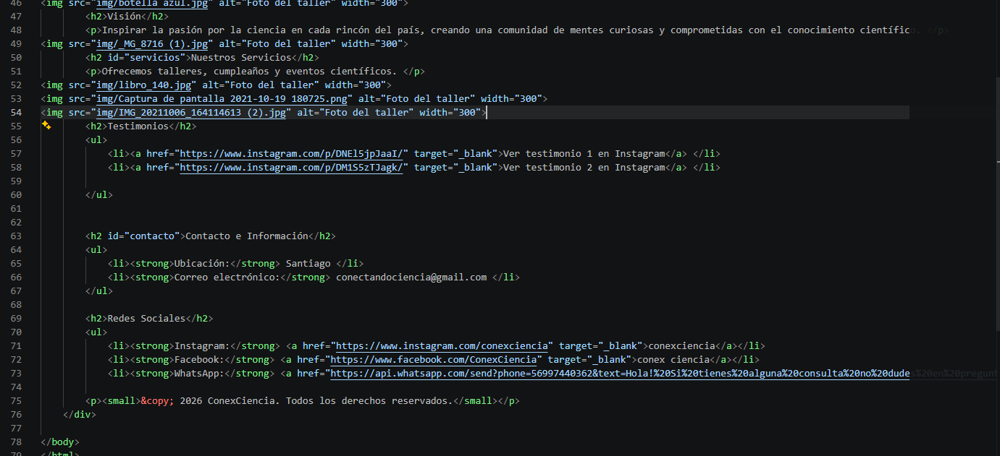 46 <img src="img/botella azul.jpg" alt="Foto del taller" width="300">
47 <h2>Visión</h2>
48 <p>Inspirar la pasión por la ciencia en cada rincón del país, creando una comunidad de mentes curiosas y comprometidas con el conocimiento científico. </p>
49 <img src="img/_MG_8716 (1).jpg" alt="Foto del taller" width="300">
50 <h2 id="servicios">Nuestros Servicios</h2>
51 <p>Ofrecemos talleres, cumpleaños y eventos científicos. </p>
52 <img src="img/libro_140.jpg" alt="Foto del taller" width="300">
53 <img src="img/Captura de pantalla 2021-10-19 180725.png" alt="Foto del taller" width="300">
54 <img src="img/IMG_20211006_164114613 (2).jpg" alt="Foto del taller" width="300">
55 <h2>Testimonios</h2>
56 <ul>
57 <li><a href="https://www.instagram.com/p/DNEl5jpJaaI/" target="_blank">Ver testimonio 1 en Instagram</a> </li>
58 <li><a href="https://www.instagram.com/p/DM1S5zTJagk/" target="_blank">Ver testimonio 2 en Instagram</a> </li>
59
60 </ul>
61
62
63 <h2 id="contacto">Contacto e Información</h2>
64 <ul>
65 <li><strong>Ubicación:</strong> Santiago </li>
66 <li><strong>Correo electrónico:</strong> conectandociencia@gmail.com </li>
67 </ul>
68
69 <h2>Redes Sociales</h2>
70 <ul>
71 <li><strong>Instagram:</strong> <a href="https://www.instagram.com/conexciencia" target="_blank">conexciencia</a></li>
72 <li><strong>Facebook:</strong> <a href="https://www.facebook.com/ConexCiencia" target="_blank">conex ciencia</a></li>
73 <li><strong>WhatsApp:</strong> <a href="https://api.whatsapp.com/send?phone=56997440362&text=Hola!%20Si%20tienes%20alguna%20consulta%20no%20dudes%20en%20pregunt
74
75 <p><small>&copy; 2026 ConexCiencia. Todos los derechos reservados.</small></p>
76 </div>
77
78 </body>
79 </html>